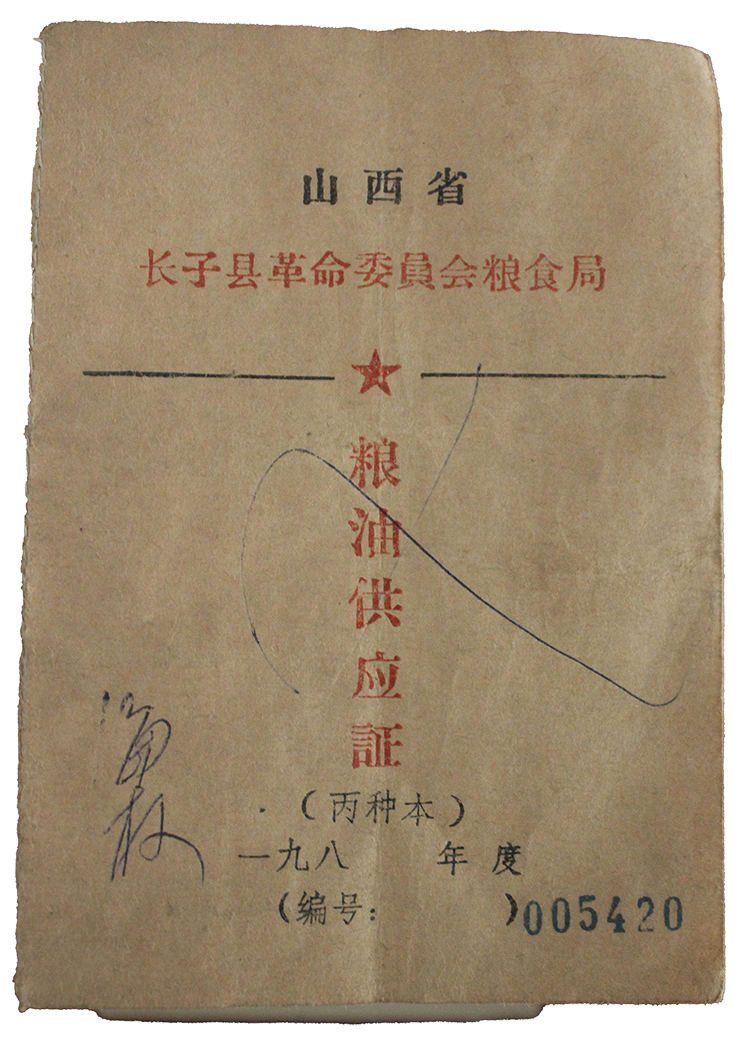 山西省
长子县革命委員会粮食局
粮油供应証
（丙种本）
一九八 年度
（编号： ）005420